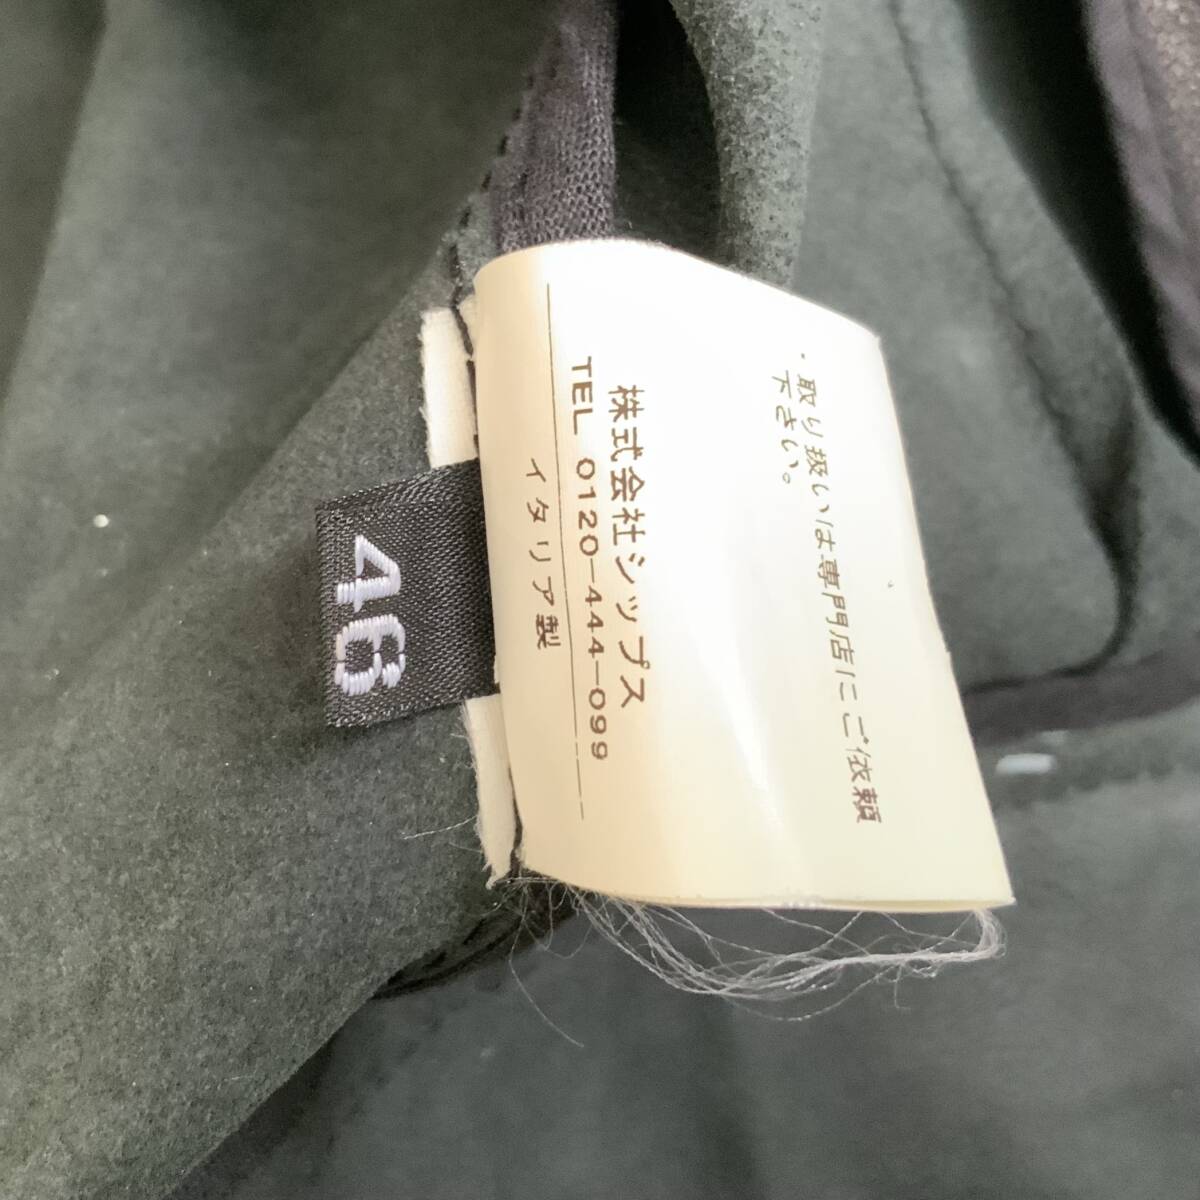 ・取り扱いは専門店にご依頼
下さい。
株式会社シップス
TEL 0120-444-099
イタリア製
46